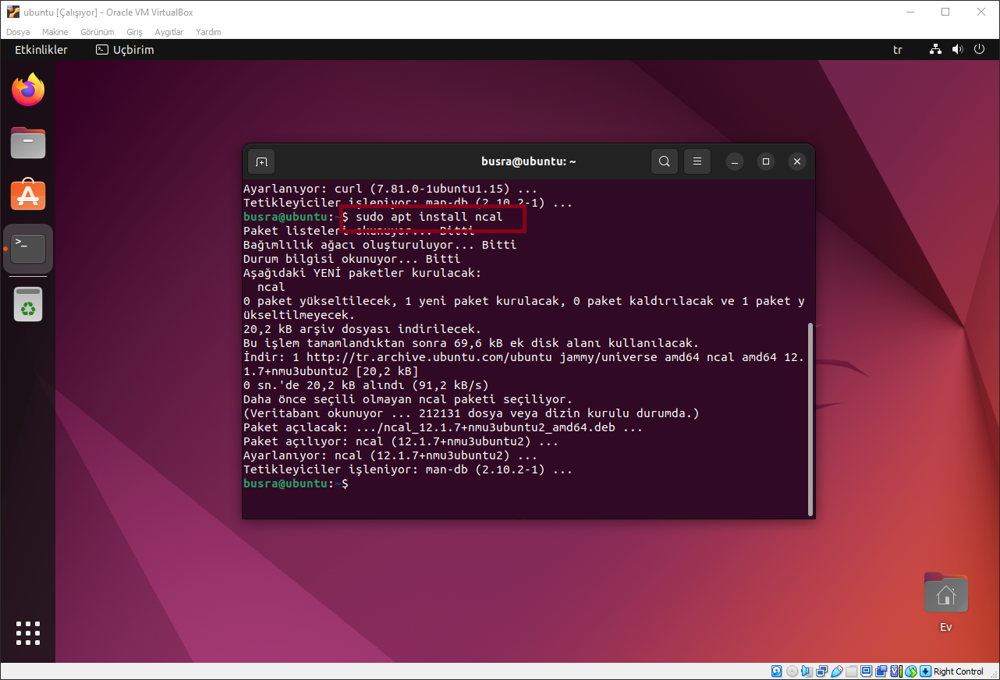 ubuntu [Çalışıyor] - Oracle VM VirtualBox
Dosya Makine Görünüm Giriş Aygıtlar Yardım
Etkinlikler Uçbirim tr
busra@ubuntu: ~
Ayarlanıyor: curl (7.81.0-1ubuntu1.15) ...
Tetikleyiciler işleniyor: man-db (2.10.2-1) ...
busra@ubuntu:~$ sudo apt install ncal
Paket listeleri okunuyor... Bitti
Bağımlılık ağacı oluşturuluyor... Bitti
Durum bilgisi okunuyor... Bitti
Aşağıdaki YENİ paketler kurulacak:
ncal
0 paket yükseltilecek, 1 yeni paket kurulacak, 0 paket kaldırılacak ve 1 paket y
ükseltilmeyecek.
20,2 kB arşiv dosyası indirilecek.
Bu işlem tamamlandıktan sonra 69,6 kB ek disk alanı kullanılacak.
İndir: 1 http://tr.archive.ubuntu.com/ubuntu jammy/universe amd64 ncal amd64 12.
1.7+nmu3ubuntu2 [20,2 kB]
0 sn.'de 20,2 kB alındı (91,2 kB/s)
Daha önce seçili olmayan ncal paketi seçiliyor.
(Veritabanı okunuyor ... 212131 dosya veya dizin kurulu durumda.)
Paket açılacak: .../ncal_12.1.7+nmu3ubuntu2_amd64.deb ...
Paket açılıyor: ncal (12.1.7+nmu3ubuntu2) ...
Ayarlanıyor: ncal (12.1.7+nmu3ubuntu2) ...
Tetikleyiciler işleniyor: man-db (2.10.2-1) ...
busra@ubuntu:~$
Ev
Right Control